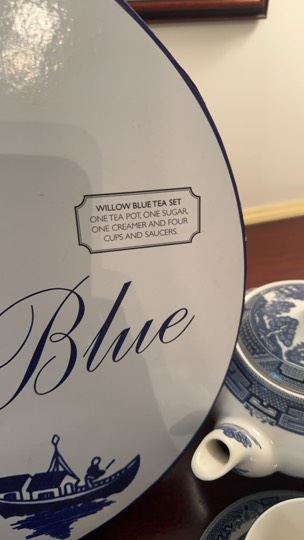 WILLOW BLUE TEA SET
ONE TEA POT, ONE SUGAR,
ONE CREAMER AND FOUR
CUPS AND SAUCERS.
Blue